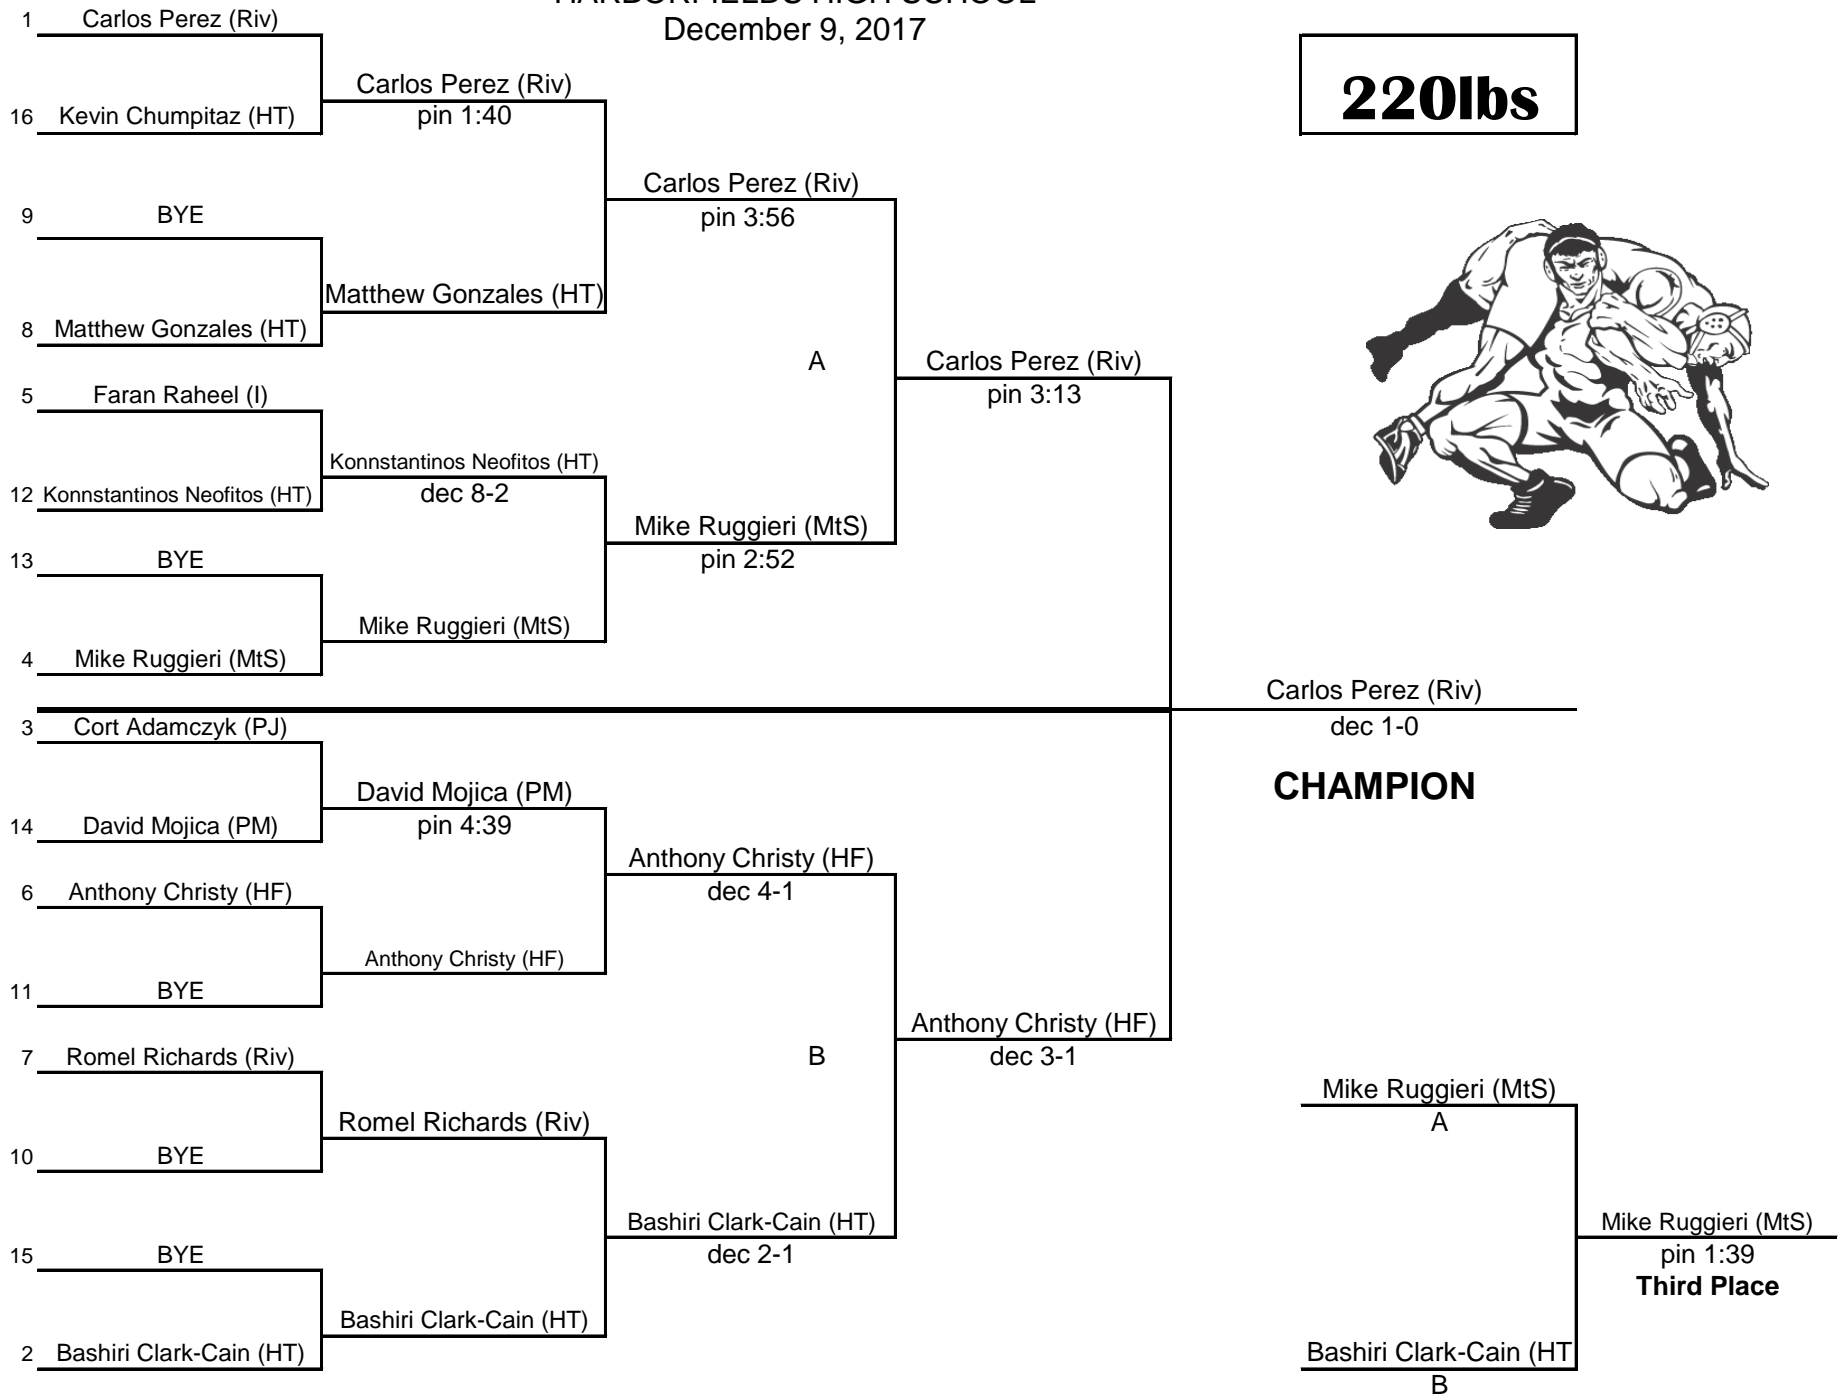 HARBORFIELDS HIGH SCHOOL
December 9, 2017
220lbs
1 Carlos Perez (Riv)
Carlos Perez (Riv)
pin 1:40
16 Kevin Chumpitaz (HT)
Carlos Perez (Riv)
pin 3:56
9 BYE
Matthew Gonzales (HT)
8 Matthew Gonzales (HT)
A
Carlos Perez (Riv)
pin 3:13
5 Faran Raheel (I)
Konnstantinos Neofitos (HT)
dec 8-2
12 Konnstantinos Neofitos (HT)
Mike Ruggieri (MtS)
pin 2:52
13 BYE
Mike Ruggieri (MtS)
4 Mike Ruggieri (MtS)
Carlos Perez (Riv)
dec 1-0
CHAMPION
3 Cort Adamczyk (PJ)
David Mojica (PM)
pin 4:39
14 David Mojica (PM)
Anthony Christy (HF)
dec 4-1
6 Anthony Christy (HF)
Anthony Christy (HF)
11 BYE
Anthony Christy (HF)
dec 3-1
B
7 Romel Richards (Riv)
Romel Richards (Riv)
10 BYE
Bashiri Clark-Cain (HT)
dec 2-1
15 BYE
Bashiri Clark-Cain (HT)
2 Bashiri Clark-Cain (HT)
Mike Ruggieri (MtS)
A
Mike Ruggieri (MtS)
pin 1:39
Third Place
Bashiri Clark-Cain (HT
B